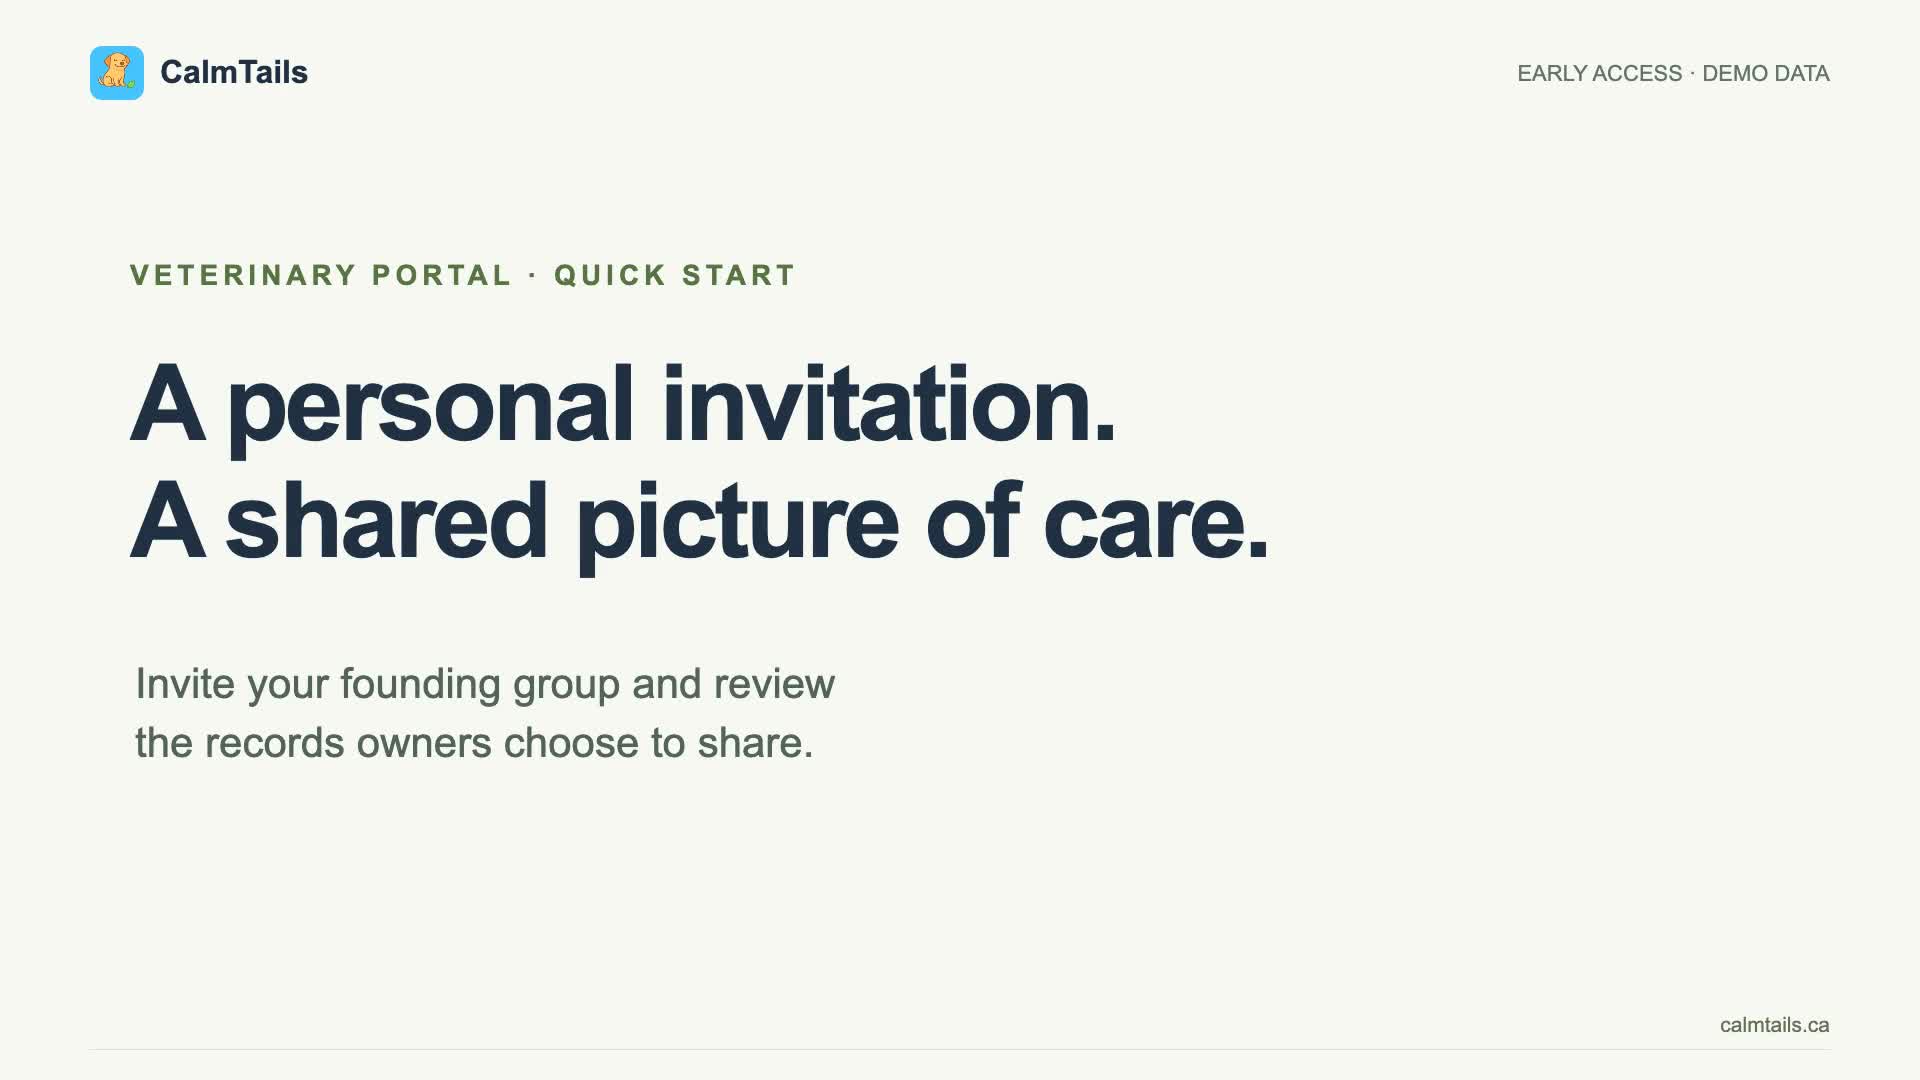 CalmTails
EARLY ACCESS · DEMO DATA
VETERINARY PORTAL · QUICK START
A personal invitation.
A shared picture of care.
Invite your founding group and review
the records owners choose to share.
calmtails.ca